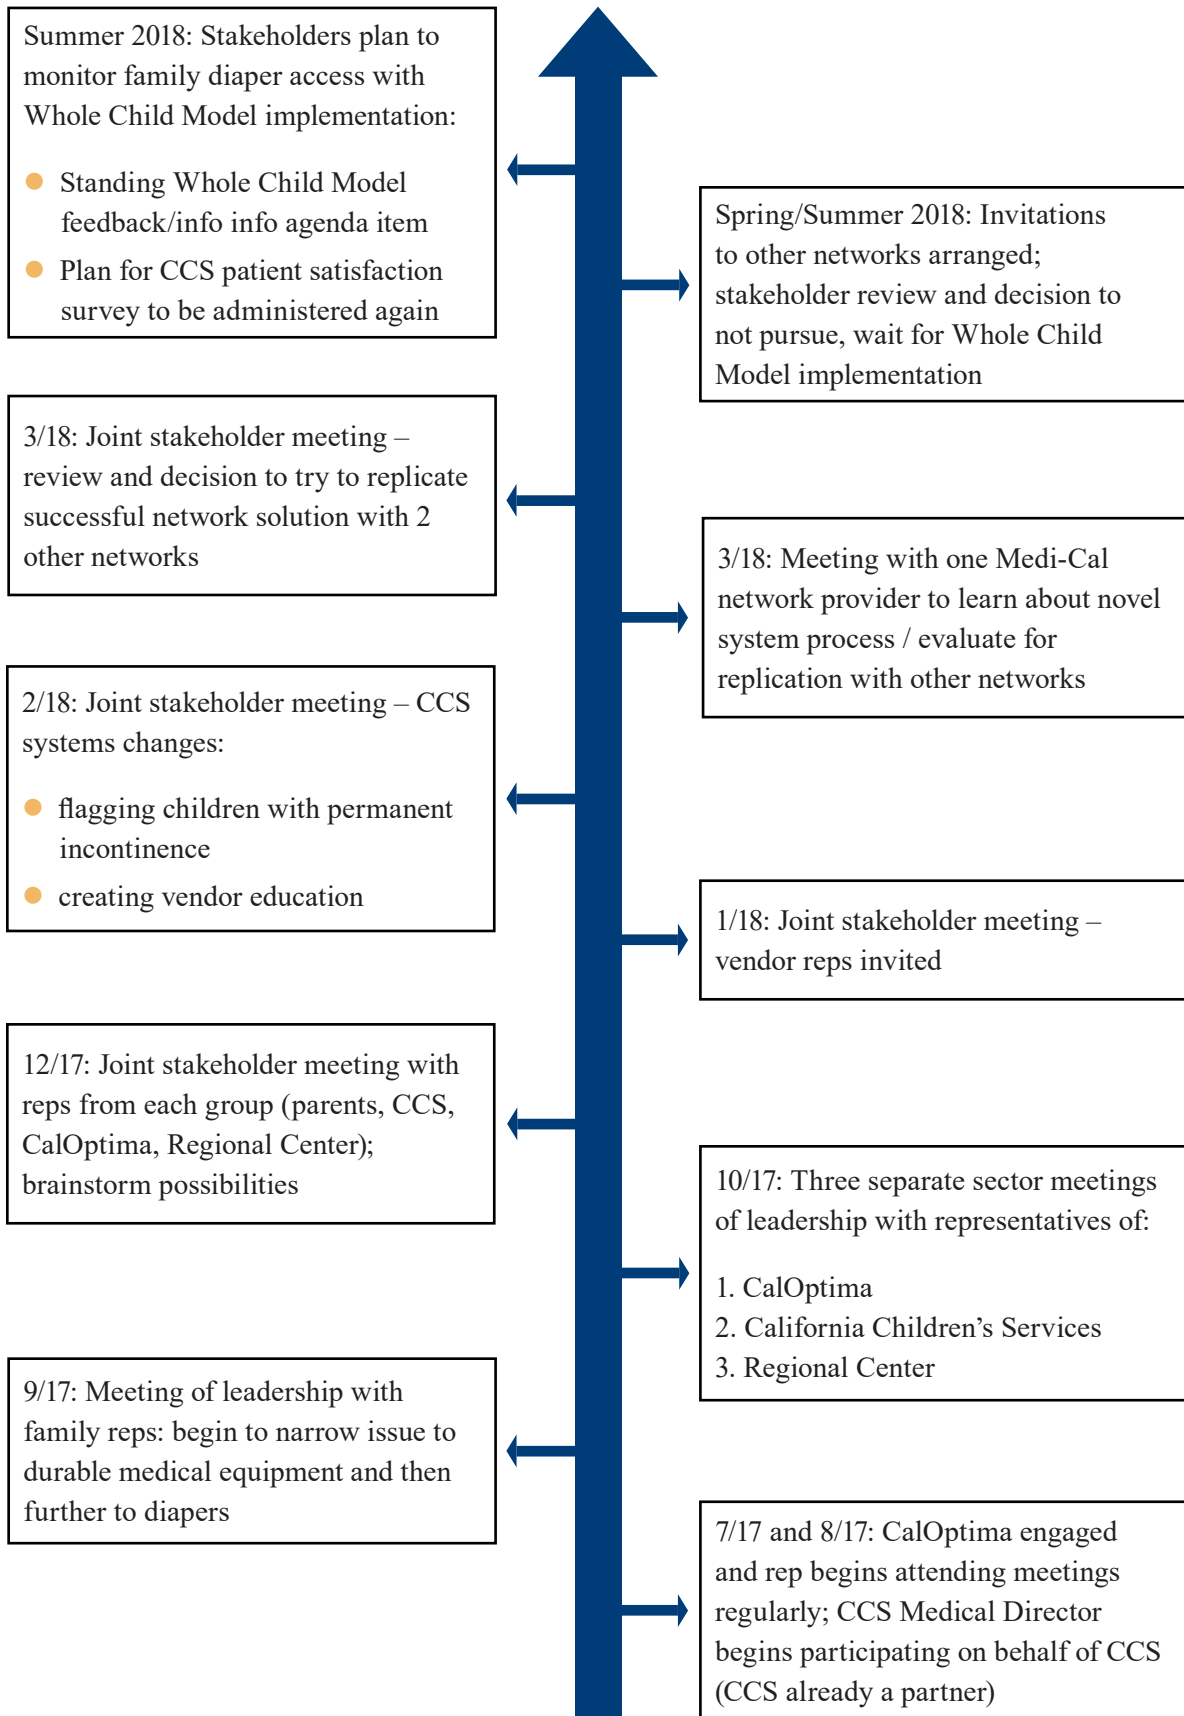 Summer 2018: Stakeholders plan to
monitor family diaper access with
Whole Child Model implementation:
● Standing Whole Child Model
feedback/info info agenda item
● Plan for CCS patient satisfaction
survey to be administered again
Spring/Summer 2018: Invitations
to other networks arranged;
stakeholder review and decision to
not pursue, wait for Whole Child
Model implementation
3/18: Joint stakeholder meeting –
review and decision to try to replicate
successful network solution with 2
other networks
3/18: Meeting with one Medi-Cal
network provider to learn about novel
system process / evaluate for
replication with other networks
2/18: Joint stakeholder meeting – CCS
systems changes:
● flagging children with permanent
incontinence
● creating vendor education
1/18: Joint stakeholder meeting –
vendor reps invited
12/17: Joint stakeholder meeting with
reps from each group (parents, CCS,
CalOptima, Regional Center);
brainstorm possibilities
10/17: Three separate sector meetings
of leadership with representatives of:
1. CalOptima
2. California Children’s Services
3. Regional Center
9/17: Meeting of leadership with
family reps: begin to narrow issue to
durable medical equipment and then
further to diapers
7/17 and 8/17: CalOptima engaged
and rep begins attending meetings
regularly; CCS Medical Director
begins participating on behalf of CCS
(CCS already a partner)